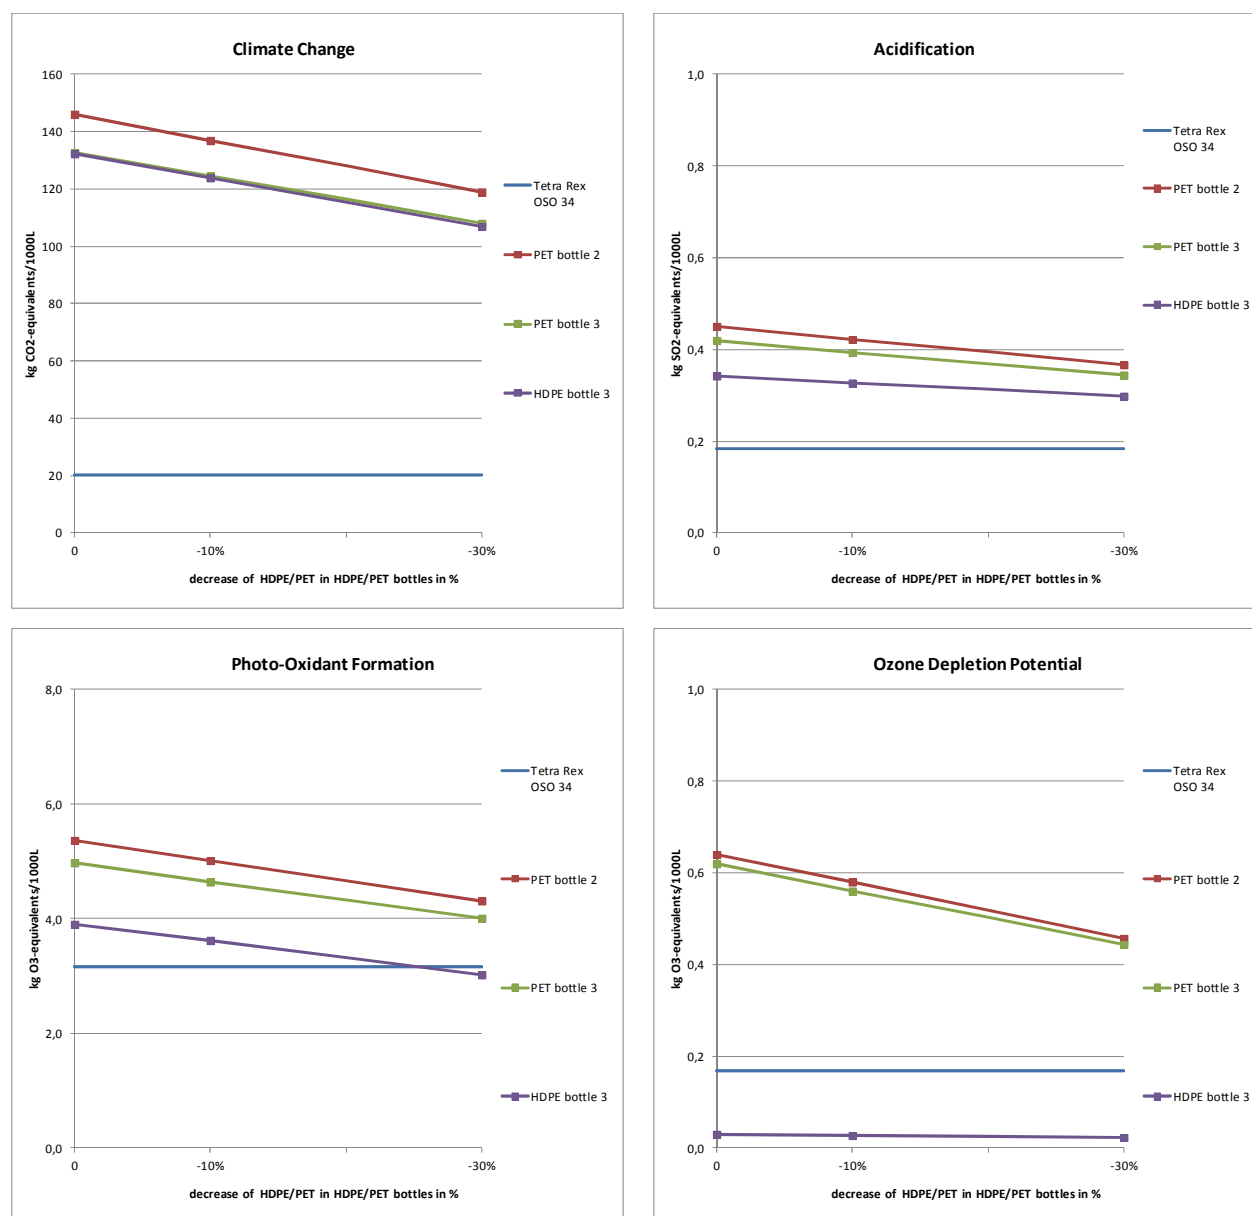 Climate Change
160
140
120
100
80
60
40
20
0
0
-10%
-30%
kg CO2-equivalents/1000L
decrease of HDPE/PET in HDPE/PET bottles in %
Tetra Rex
OSO 34
PET bottle 2
PET bottle 3
HDPE bottle 3
Acidification
1,0
0,8
0,6
0,4
0,2
0,0
0
-10%
-30%
kg SO2-equivalents/1000L
decrease of HDPE/PET in HDPE/PET bottles in %
Tetra Rex
OSO 34
PET bottle 2
PET bottle 3
HDPE bottle 3
Photo-Oxidant Formation
8,0
6,0
4,0
2,0
0,0
0
-10%
-30%
kg O3-equivalents/1000L
decrease of HDPE/PET in HDPE/PET bottles in %
Tetra Rex
OSO 34
PET bottle 2
PET bottle 3
HDPE bottle 3
Ozone Depletion Potential
1,0
0,8
0,6
0,4
0,2
0,0
0
-10%
-30%
kg O3-equivalents/1000L
decrease of HDPE/PET in HDPE/PET bottles in %
Tetra Rex
OSO 34
PET bottle 2
PET bottle 3
HDPE bottle 3